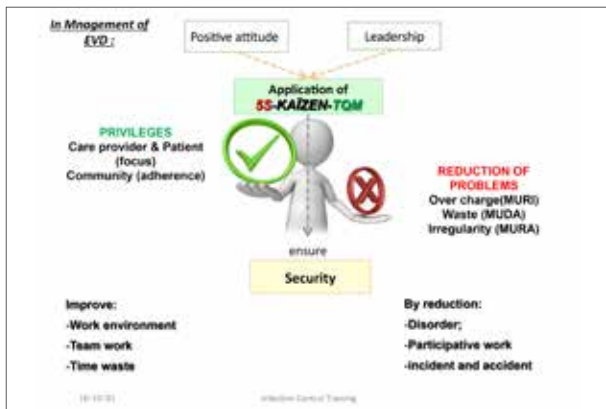 In Mnagement of
EVD :
Positive attitude
Leadership
Application of
5S-KAÏZEN-TQM
PRIVILEGES
Care provider & Patient
(focus)
Community (adherence)
REDUCTION OF
PROBLEMS
Over charge(MURI)
Waste (MUDA)
Irregularity (MURA)
ensure
Security
Improve:
-Work environment
-Team work
-Time waste
By reduction:
-Disorder;
-Participative work
-incident and accident
Infection Control Training